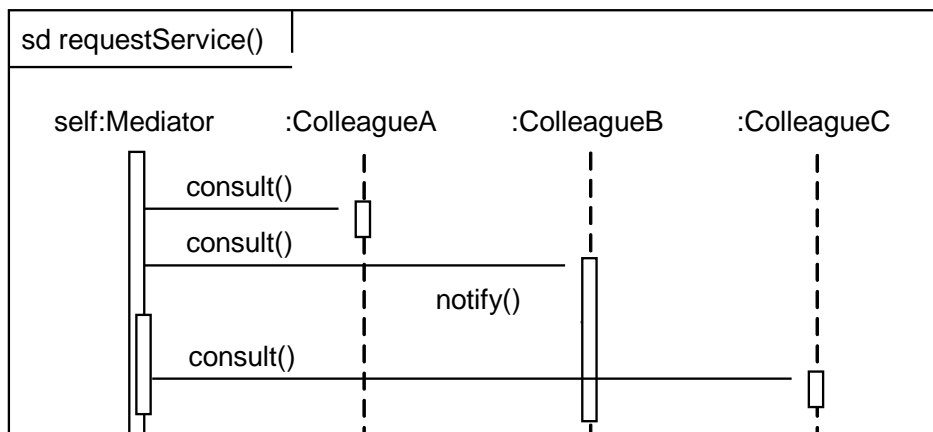 sd requestService()
self:Mediator :ColleagueA :ColleagueB :ColleagueC
consult()
consult()
notify()
consult()